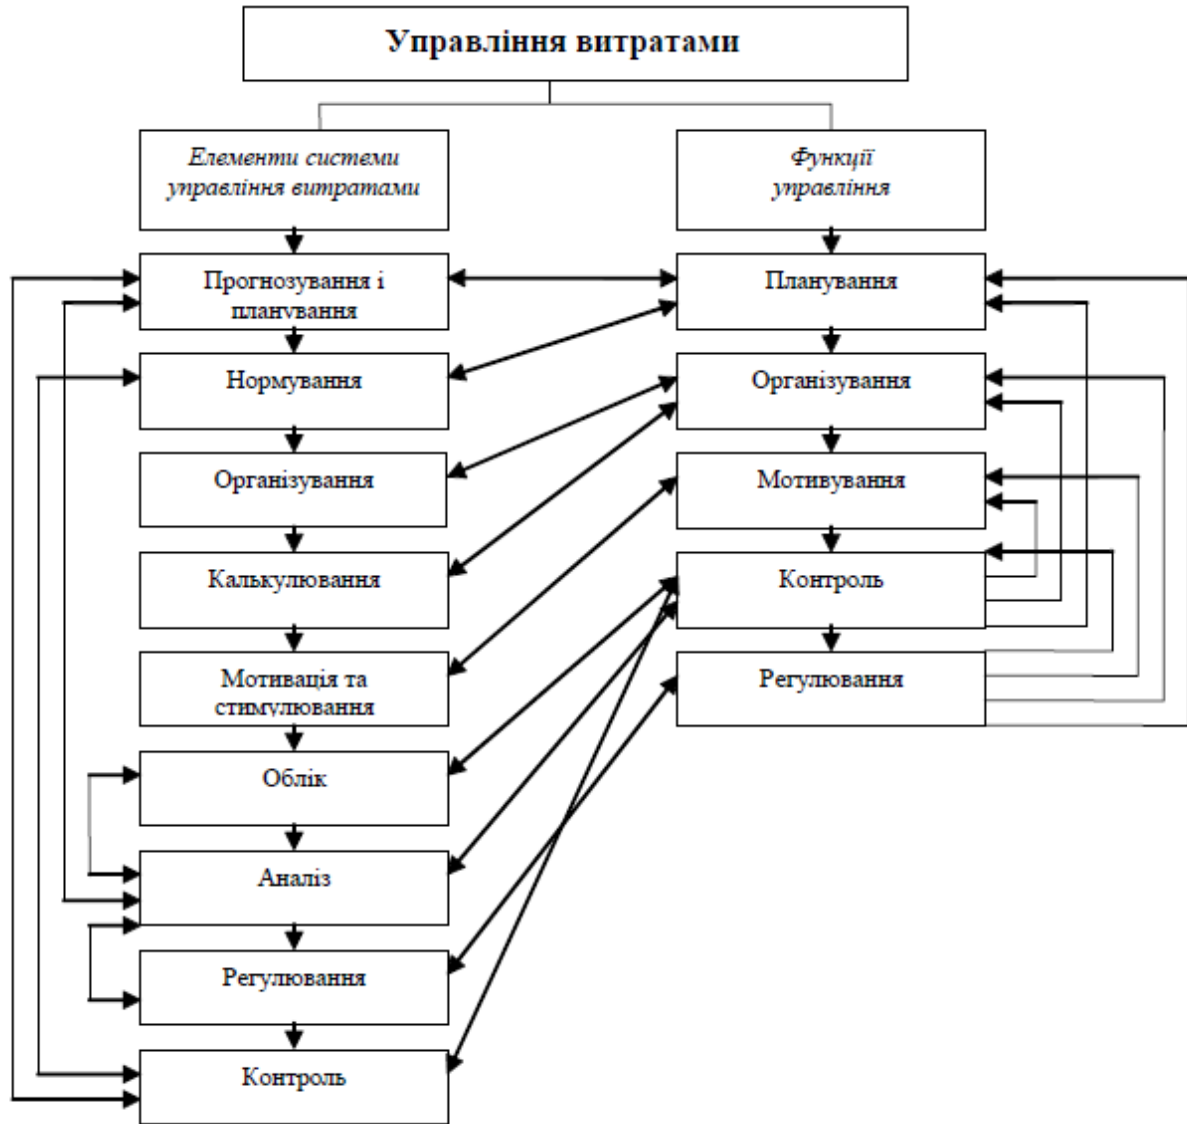 Управління витратами
Елементи системи
управління витратами
Функції
управління
Прогнозування і
планування
Нормування
Організування
Калькулювання
Мотивація та
стимулювання
Облік
Аналіз
Регулювання
Контроль
Планування
Організування
Мотивування
Контроль
Регулювання